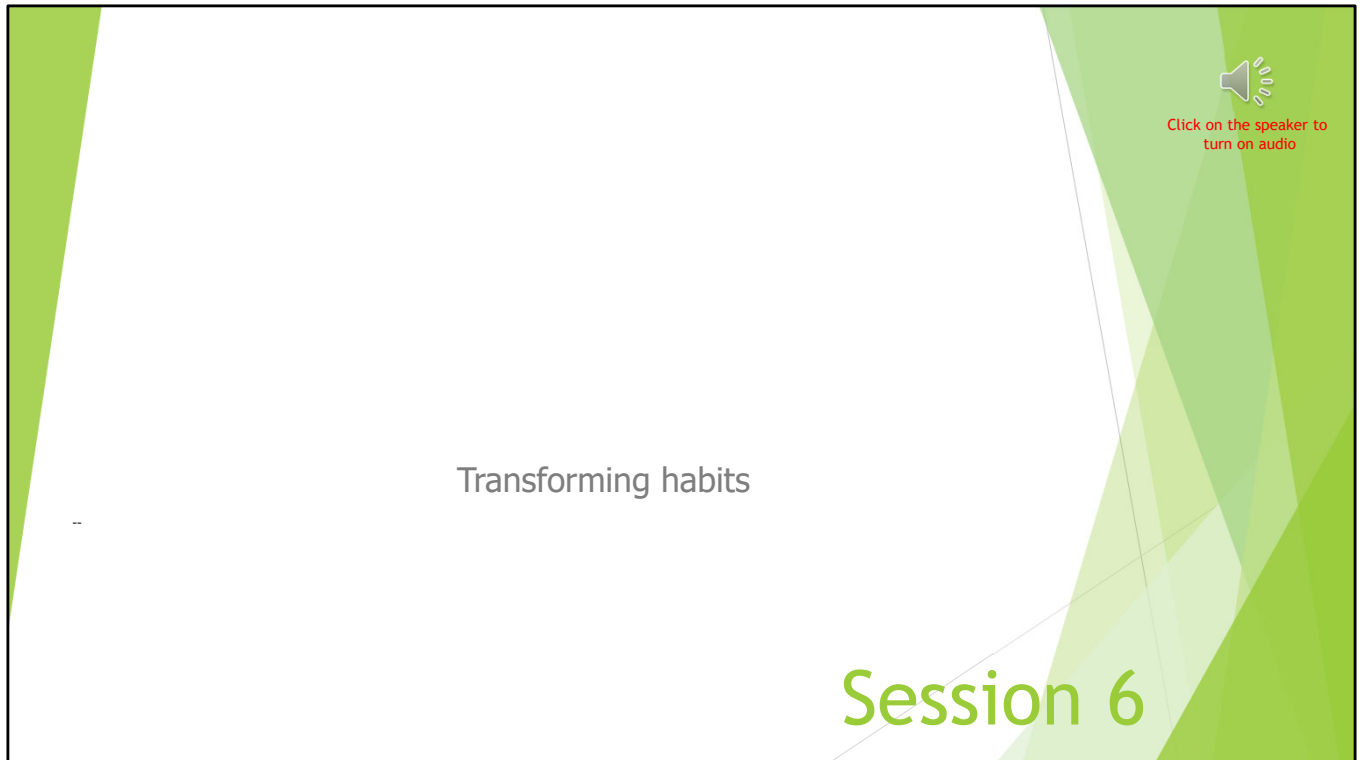 Click on the speaker to
turn on audio
Transforming habits
--
Session 6